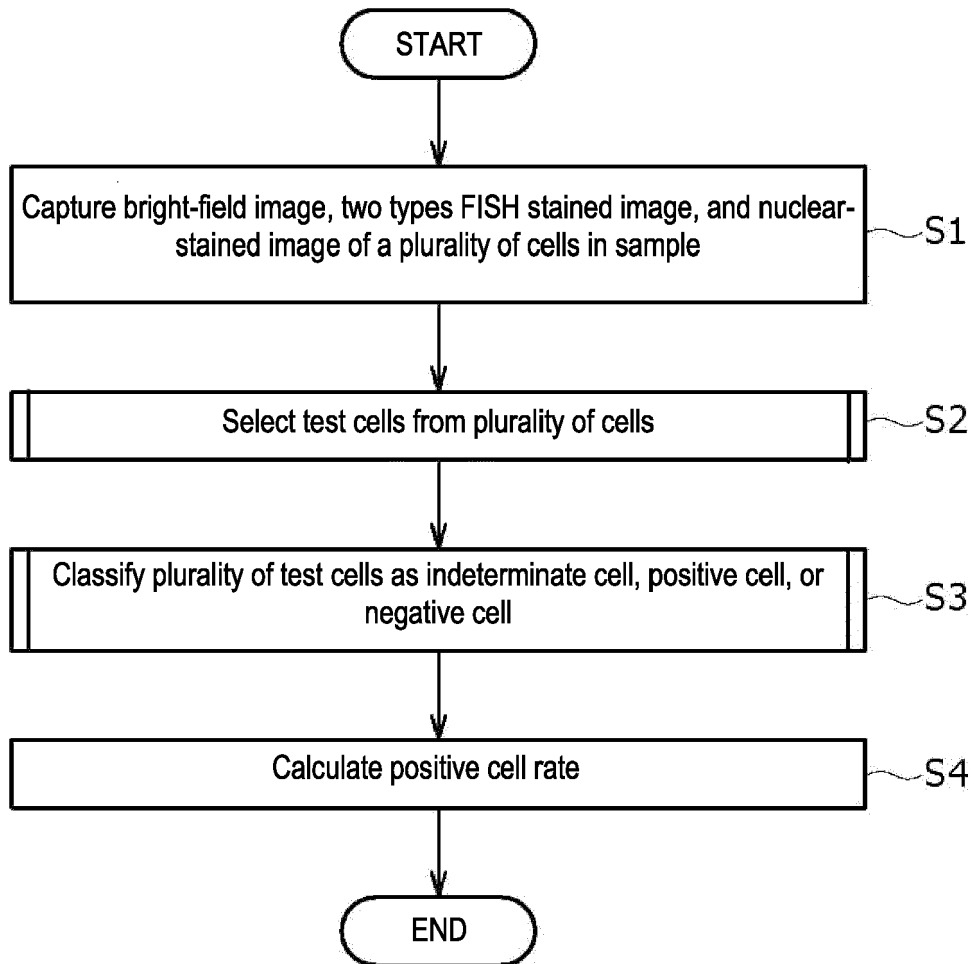 START
Capture bright-field image, two types FISH stained image, and nuclear-
stained image of a plurality of cells in sample
S1
Select test cells from plurality of cells
S2
Classify plurality of test cells as indeterminate cell, positive cell, or
negative cell
S3
Calculate positive cell rate
S4
END